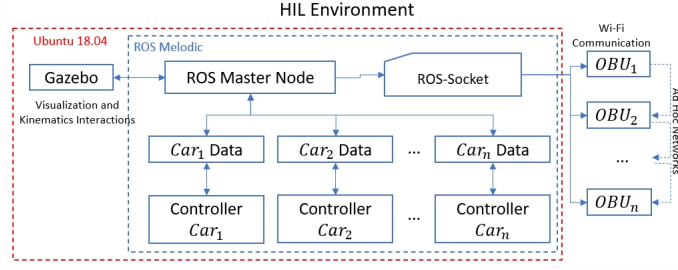 HIL Environment
Ubuntu 18.04
ROS Melodic
Wi-Fi
Communication
Gazebo
ROS Master Node
ROS-Socket
OBU₁
Visualization and
Kinematics Interactions
OBU₂
Ad Hoc Networks
Car₁ Data
Car₂ Data
...
Carₙ Data
...
Controller
Car₁
Controller
Car₂
...
Controller
Carₙ
OBUₙ